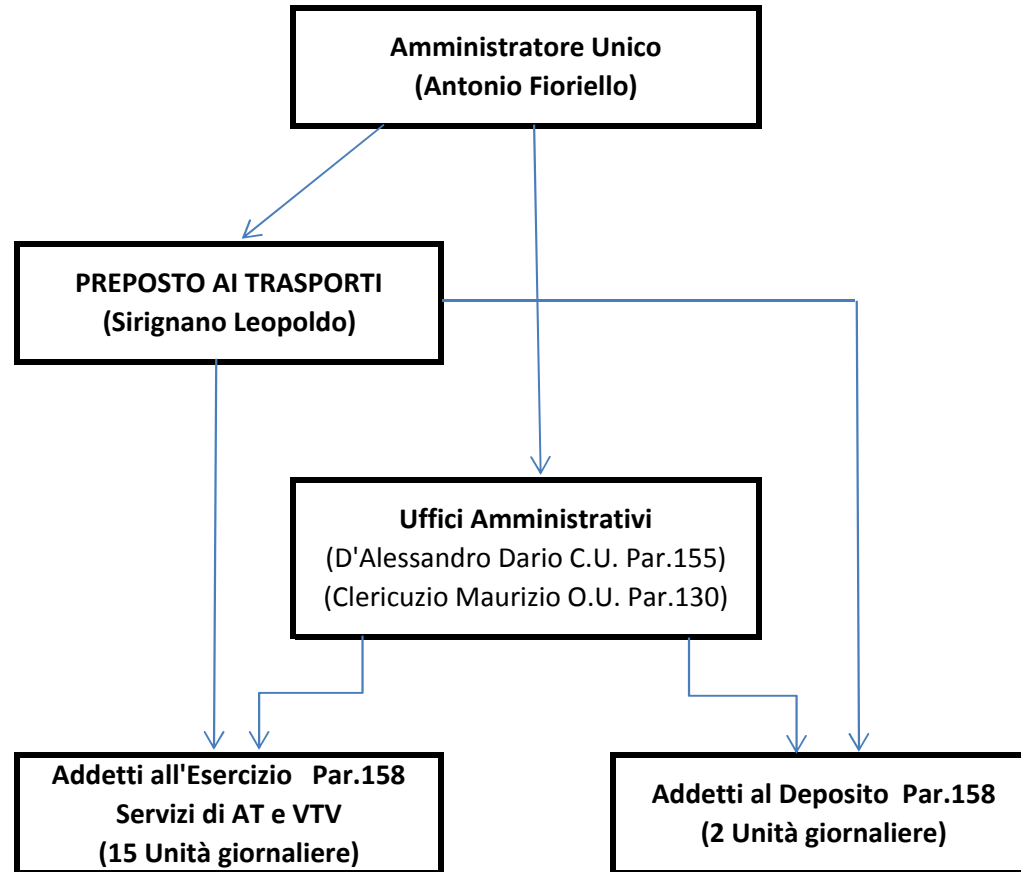 Amministratore Unico
(Antonio Fioriello)
PREPOSTO AI TRASPORTI
(Sirignano Leopoldo)
Uffici Amministrativi
(D'Alessandro Dario C.U. Par.155)
(Clericuzio Maurizio O.U. Par.130)
Addetti all'Esercizio Par.158
Servizi di AT e VTV
(15 Unità giornaliere)
Addetti al Deposito Par.158
(2 Unità giornaliere)